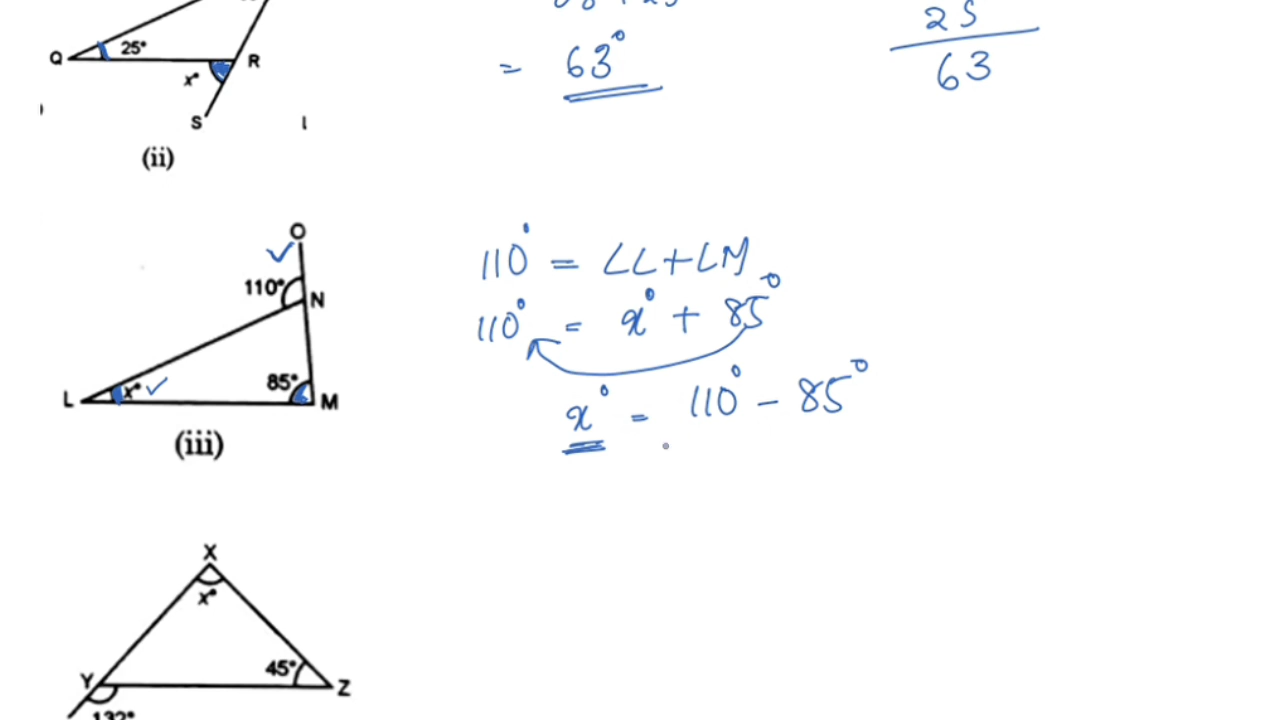 Q 25° R
x°
S
(ii)
= 63°
25
63
O
110° N
L x° 85° M
(iii)
110° = ∠L+∠M
110° = x° + 85°
x° = 110° - 85°
X
x°
Y 45° Z
132°